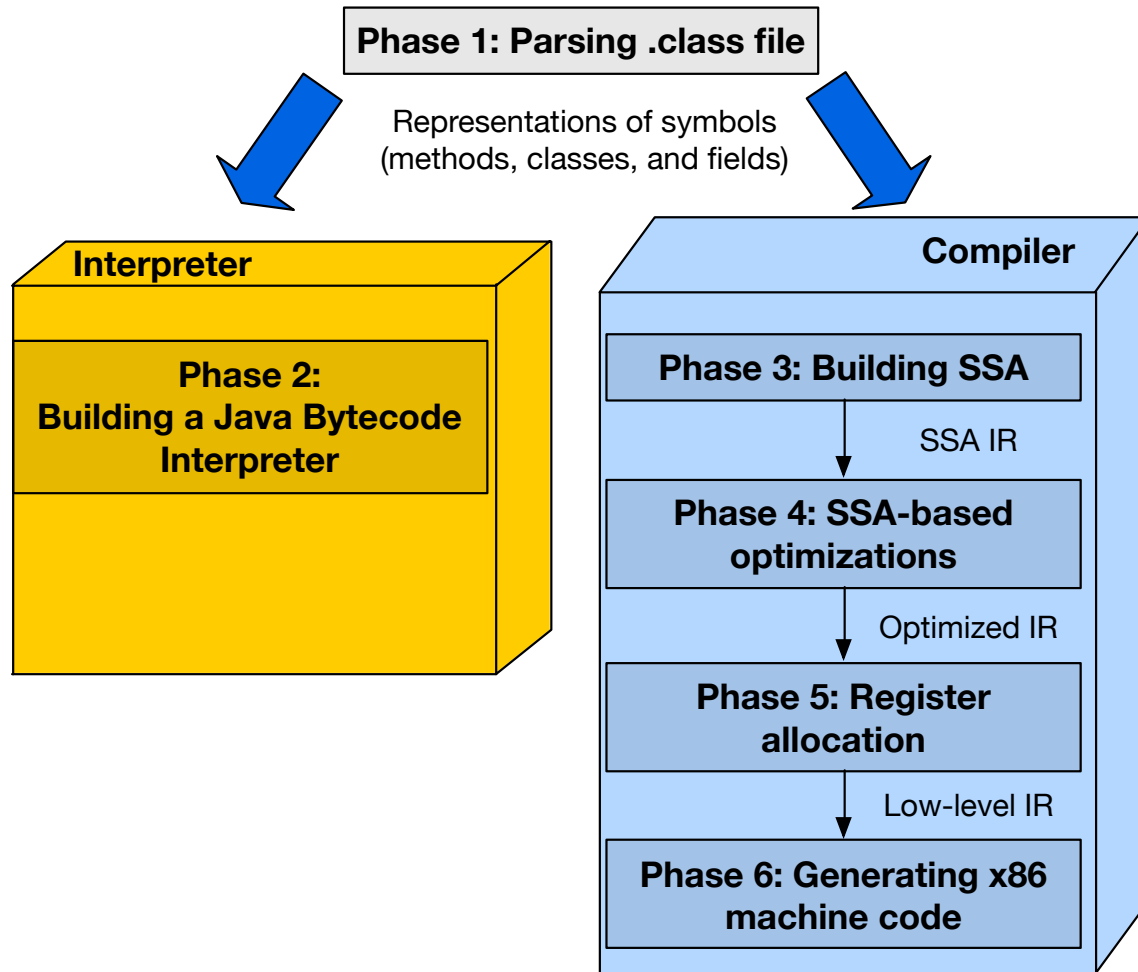 Phase 1: Parsing .class file
Representations of symbols
(methods, classes, and fields)
Interpreter
Phase 2:
Building a Java Bytecode
Interpreter
Compiler
Phase 3: Building SSA
SSA IR
Phase 4: SSA-based
optimizations
Optimized IR
Phase 5: Register
allocation
Low-level IR
Phase 6: Generating x86
machine code